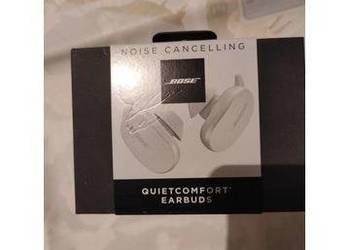 NOISE CANCELLING
BOSE
QUIETCOMFORT
EARBUDS